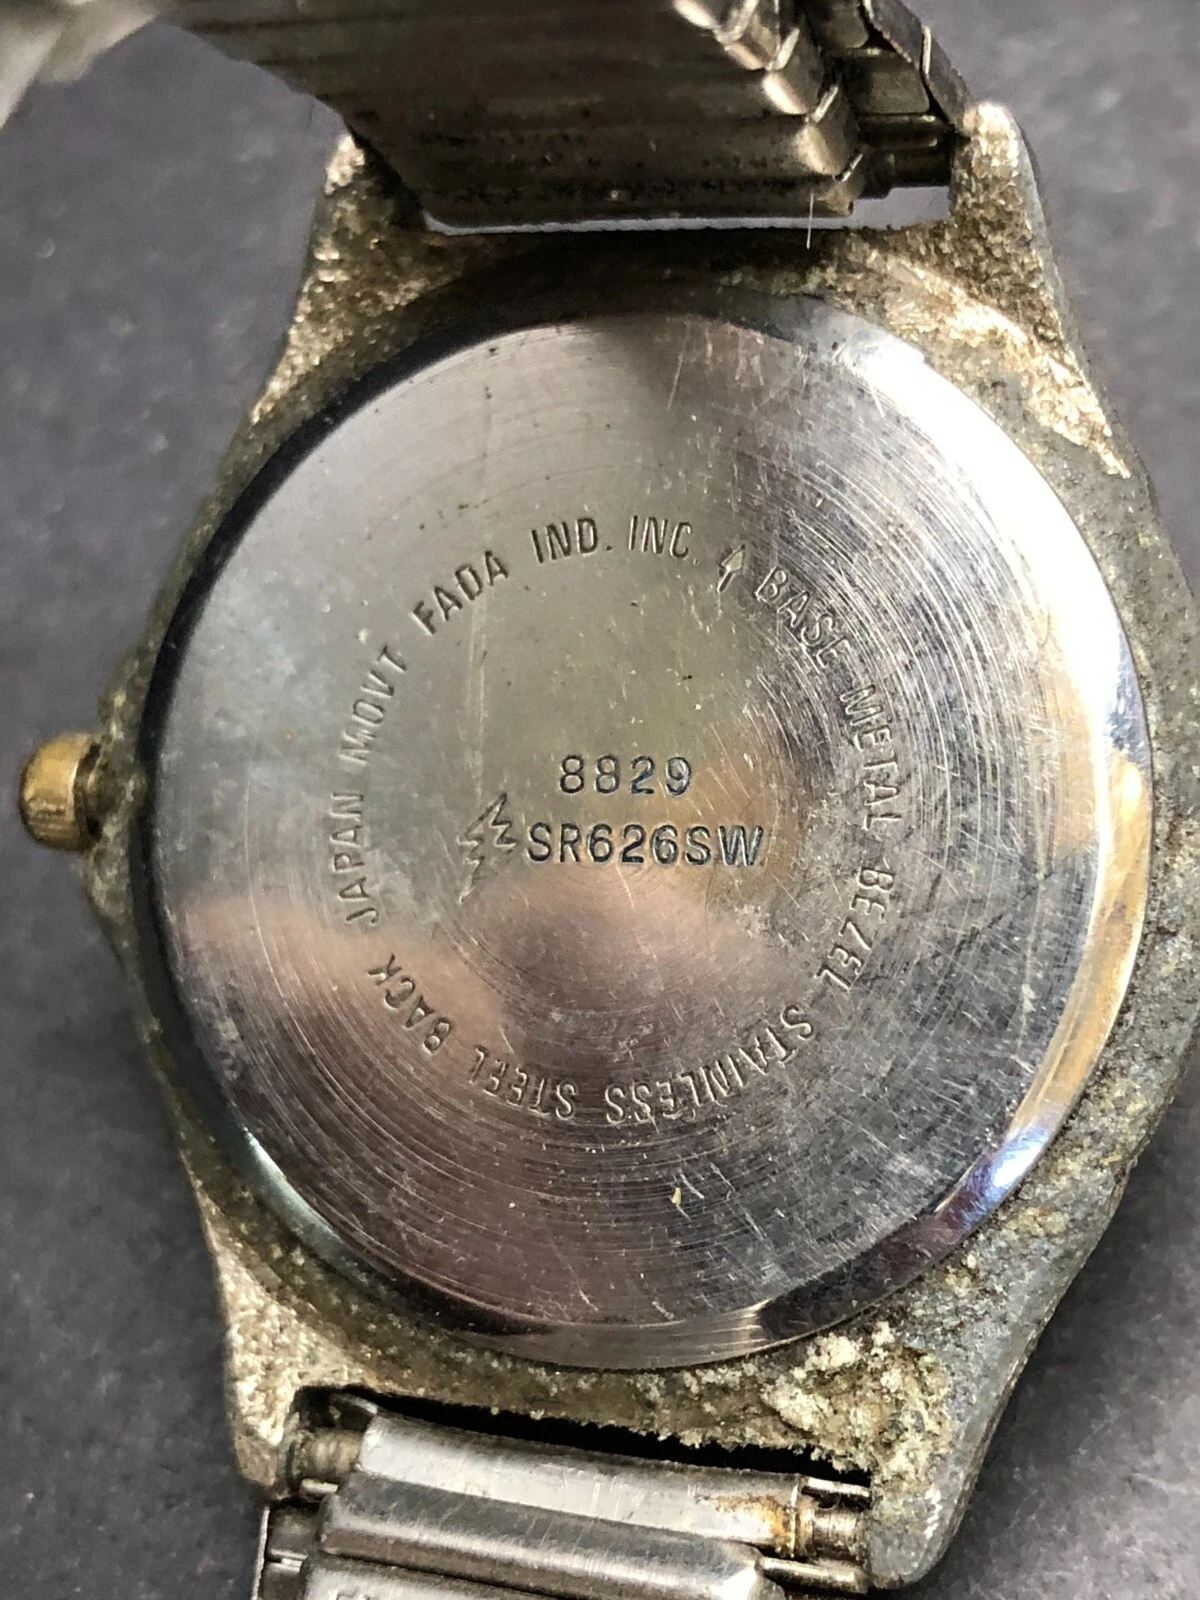 FADA IND. INC. BASE METAL BEZEL STAINLESS STEEL BACK JAPAN MOVT
8829
SR626SW